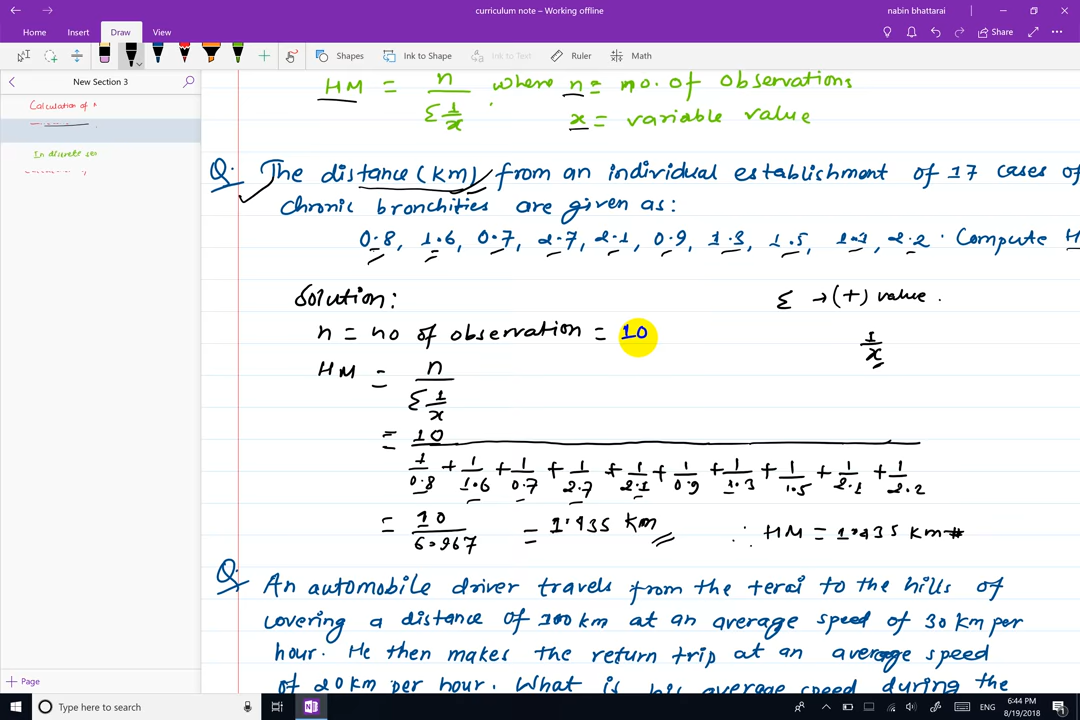 curriculum note – Working offline
nabin bhattarai
Home Insert Draw View
Share
Shapes Ink to Shape Ink to Text Ruler Math
New Section 3
Calculation of
In discrete se
+ Page
HM = n / Σ 1/x where n = no. of observations
x = variable value
Q. The distance (km) from an individual establishment of 17 cases of
chronic bronchities are given as:
0.8, 1.6, 0.7, 2.7, 2.1, 0.9, 1.3, 1.5, 2.2. Compute H
Solution: Σ → (+) value.
n = no of observation = 10
1/x
HM = n / Σ 1/x
= 10 / 1/0.8 + 1/1.6 + 1/0.7 + 1/2.7 + 1/2.1 + 1/0.9 + 1/1.3 + 1/1.5 + 1/2.2
= 10 / 6.967 = 1.435 km ∴ HM = 1.435 km #
Q. An automobile driver travels from the terai to the hills of
covering a distance of 100 km at an average speed of 30 km per
hour. He then makes the return trip at an average speed
of 20 km per hour. What is his average speed during the
Type here to search
ENG
6:44 PM
8/19/2018